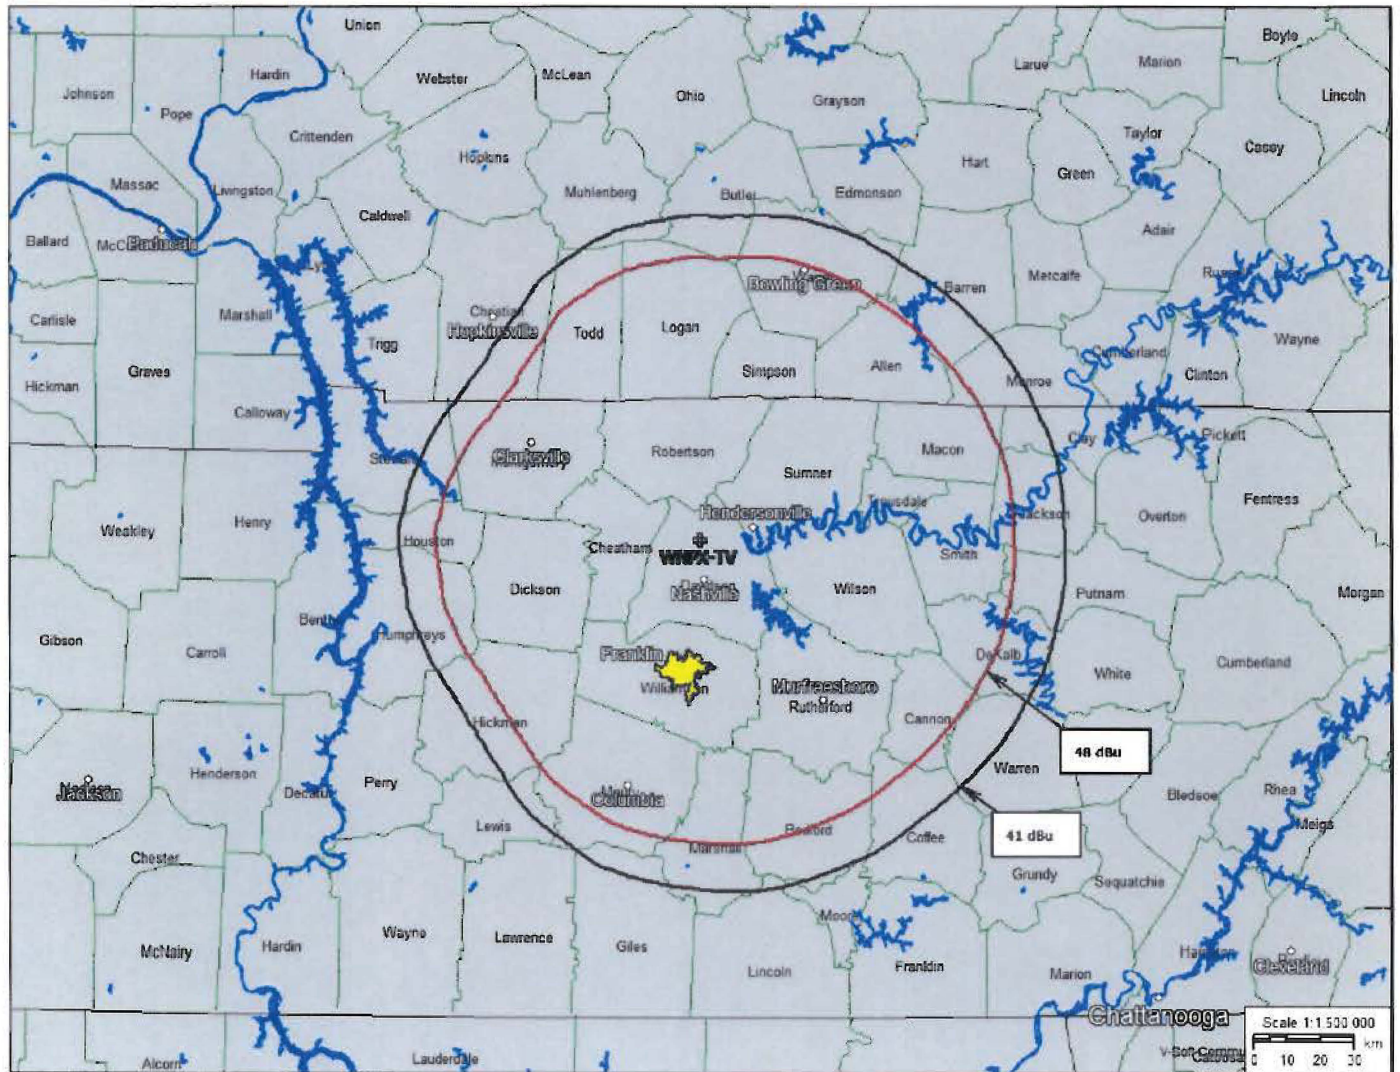 Union
Boyle
Hardin
Webster
McLean
Larue
Marion
Johnson
Ohio
Grayson
Lincoln
Pope
Crittenden
Taylor
Casey
Hopkins
Hart
Green
Massac
Livingston
Muhlenberg
Butler
Edmonson
Caldwell
Adair
Ballard
Paducah
Metcalfe
Barren
Bowling Green
Carlisle
Marshall
Hopkinsville
Todd
Logan
Wayne
Trigg
Cumberland
Hickman
Graves
Simpson
Allen
Monroe
Clinton
Calloway
Clay
Pickett
Clarksville
Robertson
Macon
Sumner
Fentress
Weakley
Henry
Hendersonville
Trousdale
Jackson
Overton
Houston
Cheatham
WNPX-TV
Smith
Dickson
Nashville
Wilson
Putnam
Morgan
Gibson
Carroll
Humphreys
Franklin
DeKalb
White
Cumberland
Murfreesboro
Rutherford
Hickman
Cannon
48 dBu
Henderson
Perry
Warren
Jackson
Decatur
Columbia
Bledsoe
Rhea
Lewis
Bedford
Coffee
41 dBu
Meigs
Marshall
Chester
Grundy
Sequatchie
Moore
McNairy
Hardin
Wayne
Lawrence
Giles
Lincoln
Franklin
Marion
Cleveland
Chattanooga
Scale 1:1 500 000
0 10 20 30 km
Alcorn
Lauderdale